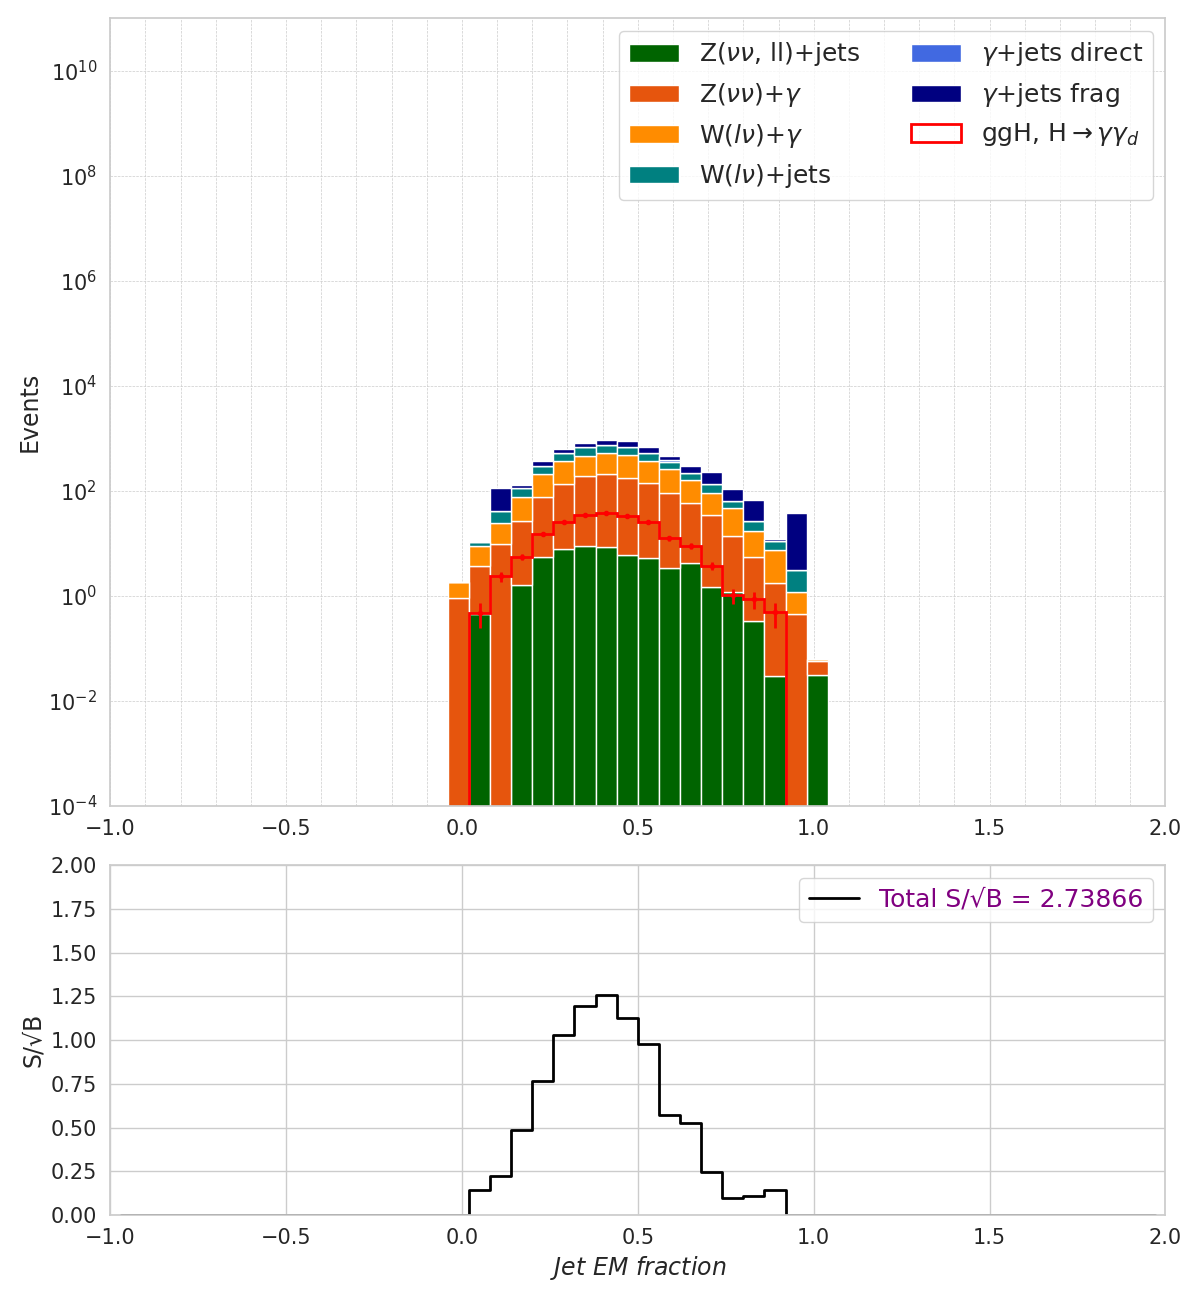 Z(νν, ll)+jets
Z(νν)+γ
W(lν)+γ
W(lν)+jets
γ+jets direct
γ+jets frag
ggH, H→γγ_d
Events
10^10
10^8
10^6
10^4
10^2
10^0
10^−2
10^−4
−1.0 −0.5 0.0 0.5 1.0 1.5 2.0
Total S/√B = 2.73866
S/√B
2.00
1.75
1.50
1.25
1.00
0.75
0.50
0.25
0.00
−1.0 −0.5 0.0 0.5 1.0 1.5 2.0
Jet EM fraction